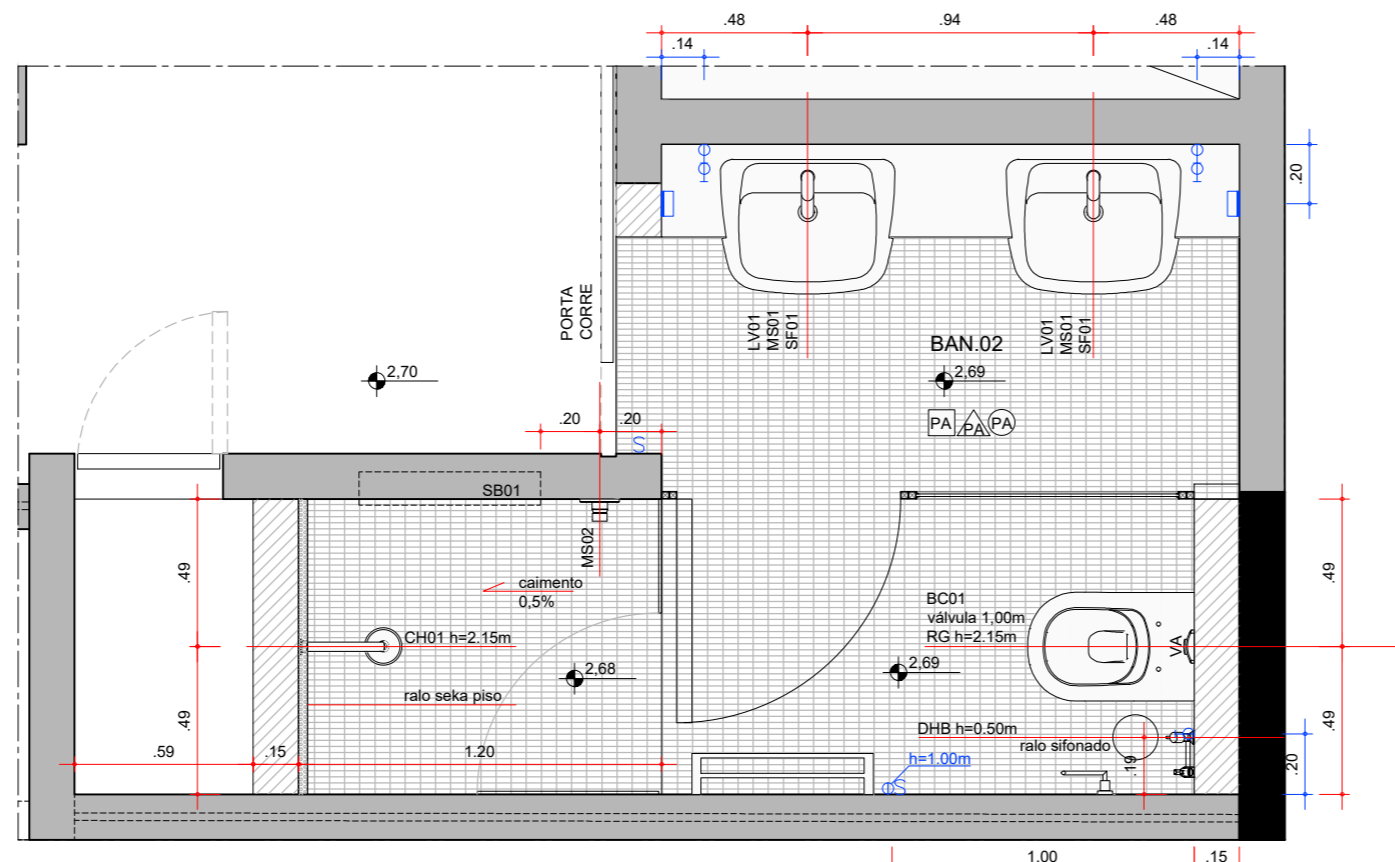 .48
.94
.48
.14
.14
.20
PORTA
CORRE
LV01
MS01
SF01
LV01
MS01
SF01
BAN.02
2,70
2,69
PA
PA
PA
.20
.20
S
SB01
MS02
.49
.49
caimento
0,5%
BC01
válvula 1,00m
RG h=2.15m
CH01 h=2.15m
VA
2,68
2,69
ralo seka piso
.49
.49
DHB h=0.50m
ralo sifonado
.59
.15
1.20
h=1.00m
.19
.20
S
1.00
.15